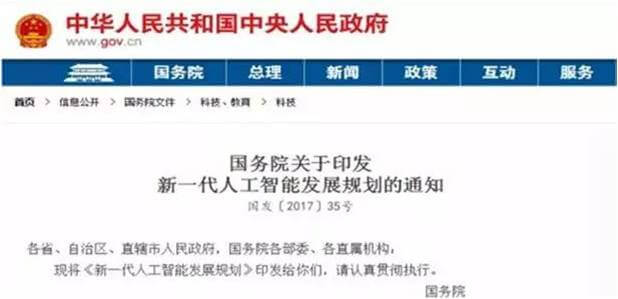 中华人民共和国中央人民政府
www.gov.cn
国务院 总理 新闻 政策 互动 服务
首页 > 信息公开 > 国务院文件 > 科技、教育 > 科技
国务院关于印发
新一代人工智能发展规划的通知
国发〔2017〕35号
各省、自治区、直辖市人民政府，国务院各部委、各直属机构：
现将《新一代人工智能发展规划》印发给你们，请认真贯彻执行。
国务院